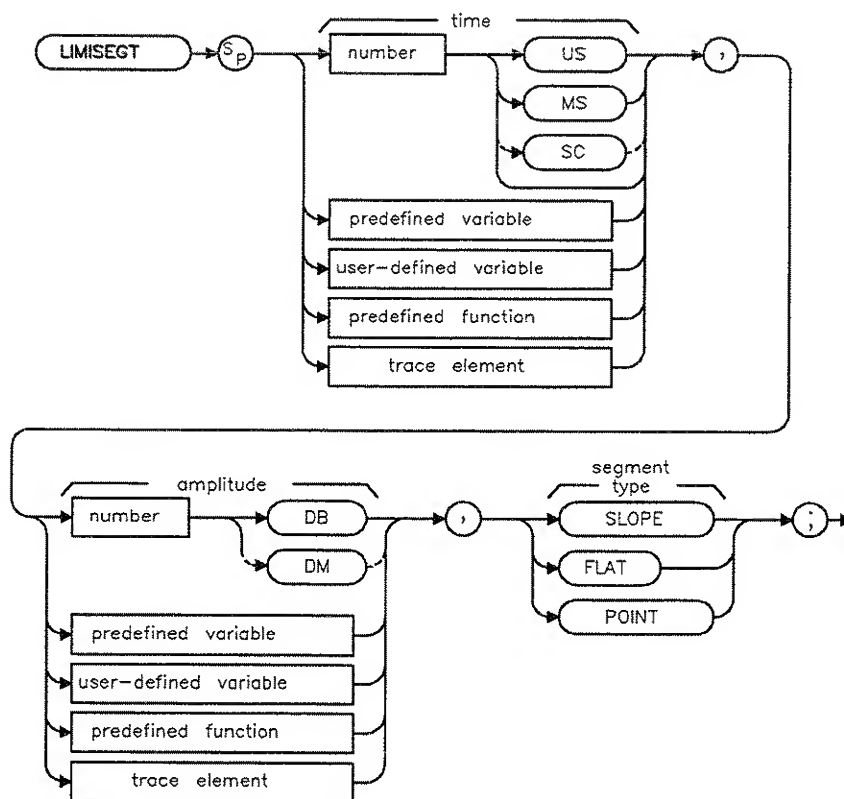 time
LIMISEGT SP number US ,
MS
SC
predefined variable
user-defined variable
predefined function
trace element
amplitude
segment
type
number DB , SLOPE ;
DM FLAT
POINT
predefined variable
user-defined variable
predefined function
trace element